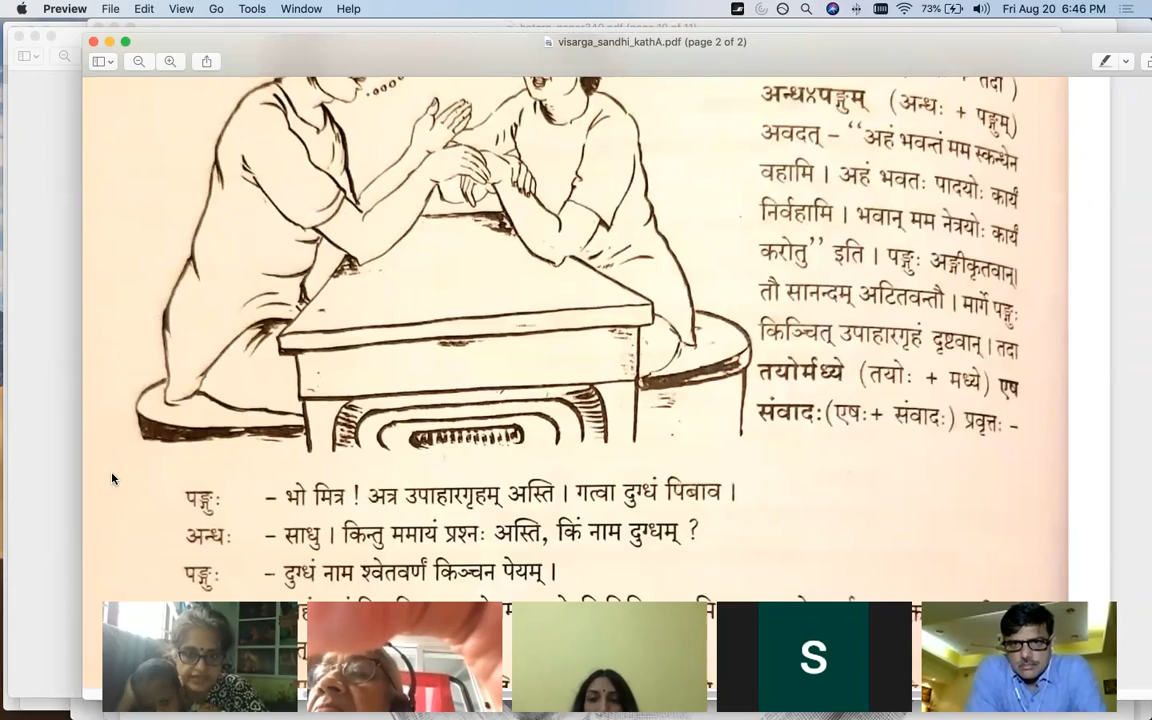 Preview File Edit View Go Tools Window Help 73% Fri Aug 20 6:46 PM
visarga_sandhi_kathA.pdf (page 2 of 2)
तदा )
अन्धxपङ्गुम् (अन्धः + पङ्गुम्)
अवदत् – “अहं भवन्तं मम स्कन्धेन
वहामि । अहं भवतः पादयोः कार्यं
निर्वहामि । भवान् मम नेत्रयोः कार्यं
करोतु” इति । पङ्गुः अङ्गीकृतवान्।
तौ सानन्दम् अटितवन्तौ । मार्गे पङ्गुः
किञ्चित् उपाहारगृहं दृष्टवान् । तदा
तयोर्मध्ये (तयोः + मध्ये) एष
संवादः(एषः+ संवादः) प्रवृत्तः –
पङ्गुः – भो मित्र ! अत्र उपाहारगृहम् अस्ति । गत्वा दुग्धं पिबाव ।
अन्धः – साधु । किन्तु ममायं प्रश्नः अस्ति, किं नाम दुग्धम् ?
पङ्गुः – दुग्धं नाम श्वेतवर्णं किञ्चन पेयम् ।
S